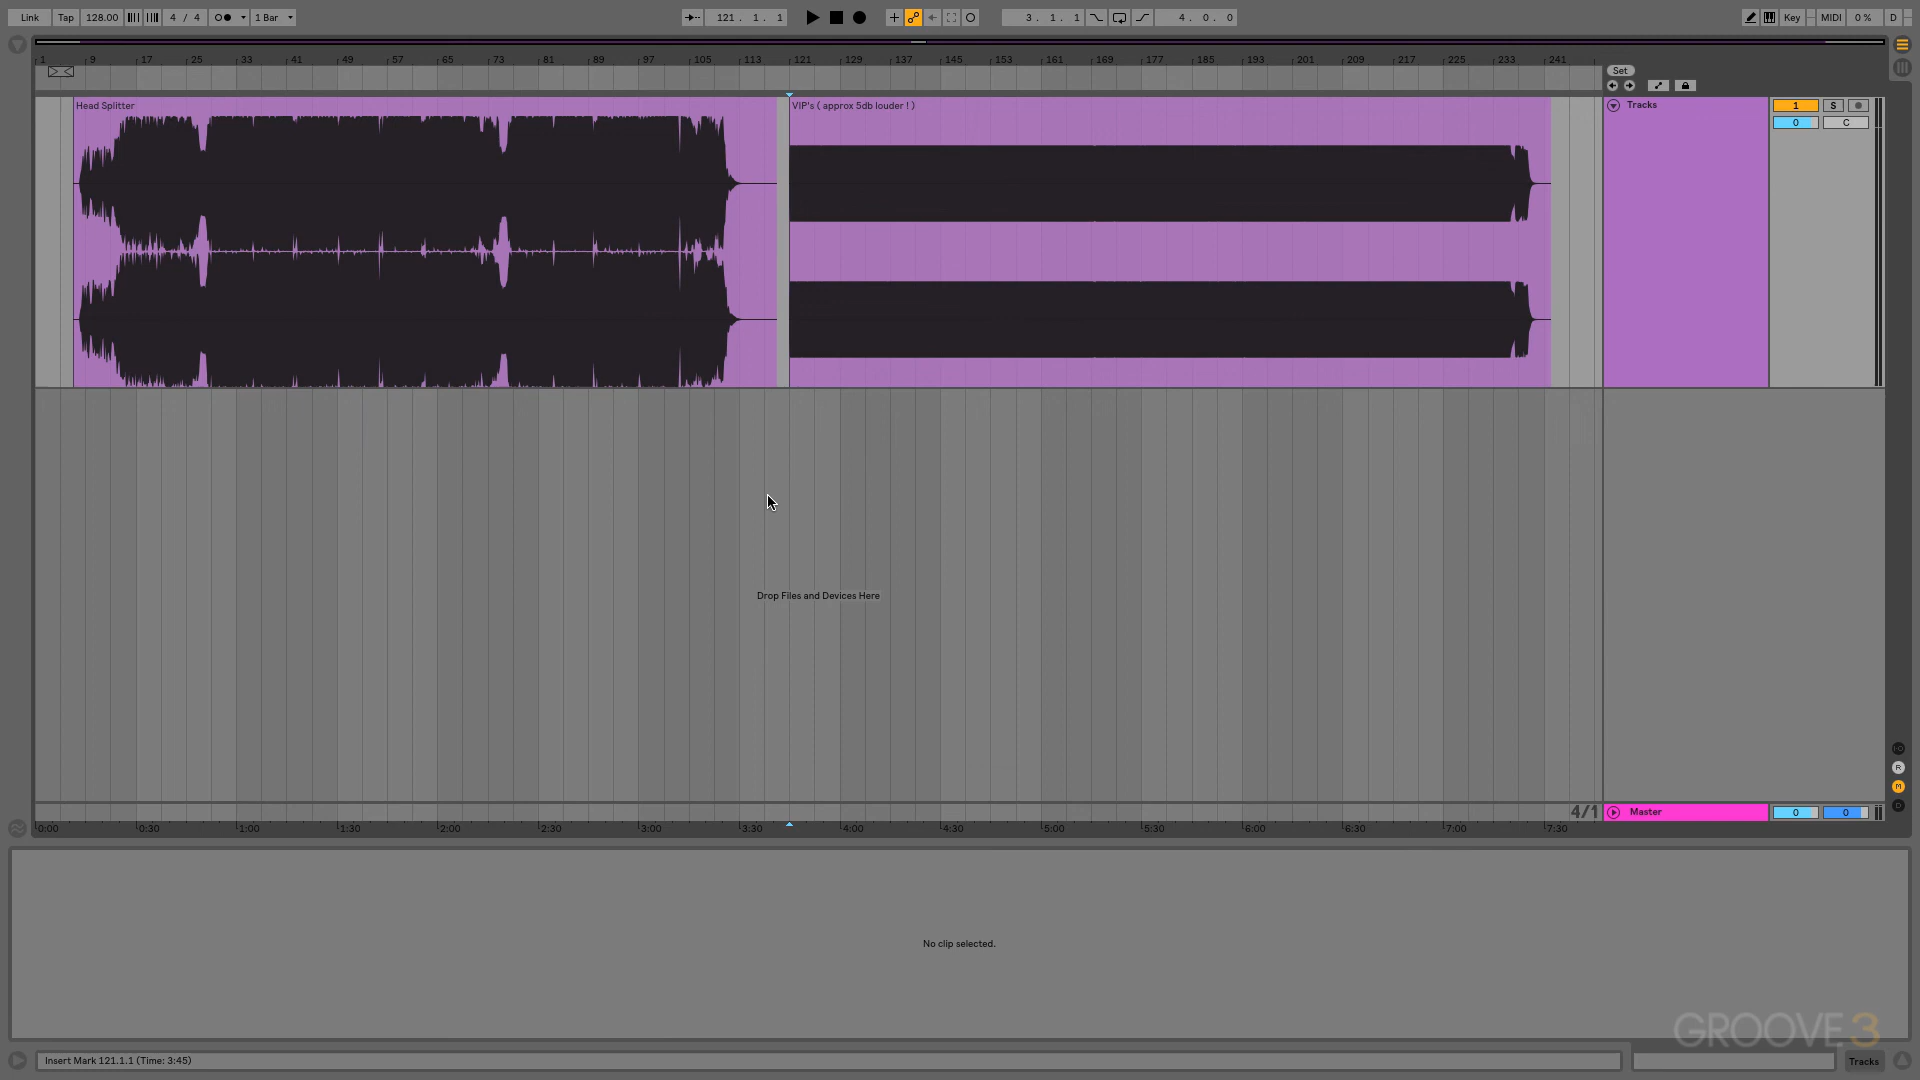 Link Tap 128.00 4 / 4 1 Bar 121 . 1 . 1 3 . 1 . 1 4 . 0 . 0 Key MIDI 0 % D
1 9 17 25 33 41 49 57 65 73 81 89 97 105 113 121 129 137 145 153 161 169 177 185 193 201 209 217 225 233 241
Set
Head Splitter VIP's ( approx 5db louder ! ) Tracks 1 S
0 C
Drop Files and Devices Here
R
M
D
4/1 Master 0 0
0:00 0:30 1:00 1:30 2:00 2:30 3:00 3:30 4:00 4:30 5:00 5:30 6:00 6:30 7:00 7:30
No clip selected.
GROOVE 3
Insert Mark 121.1.1 (Time: 3:45) Tracks